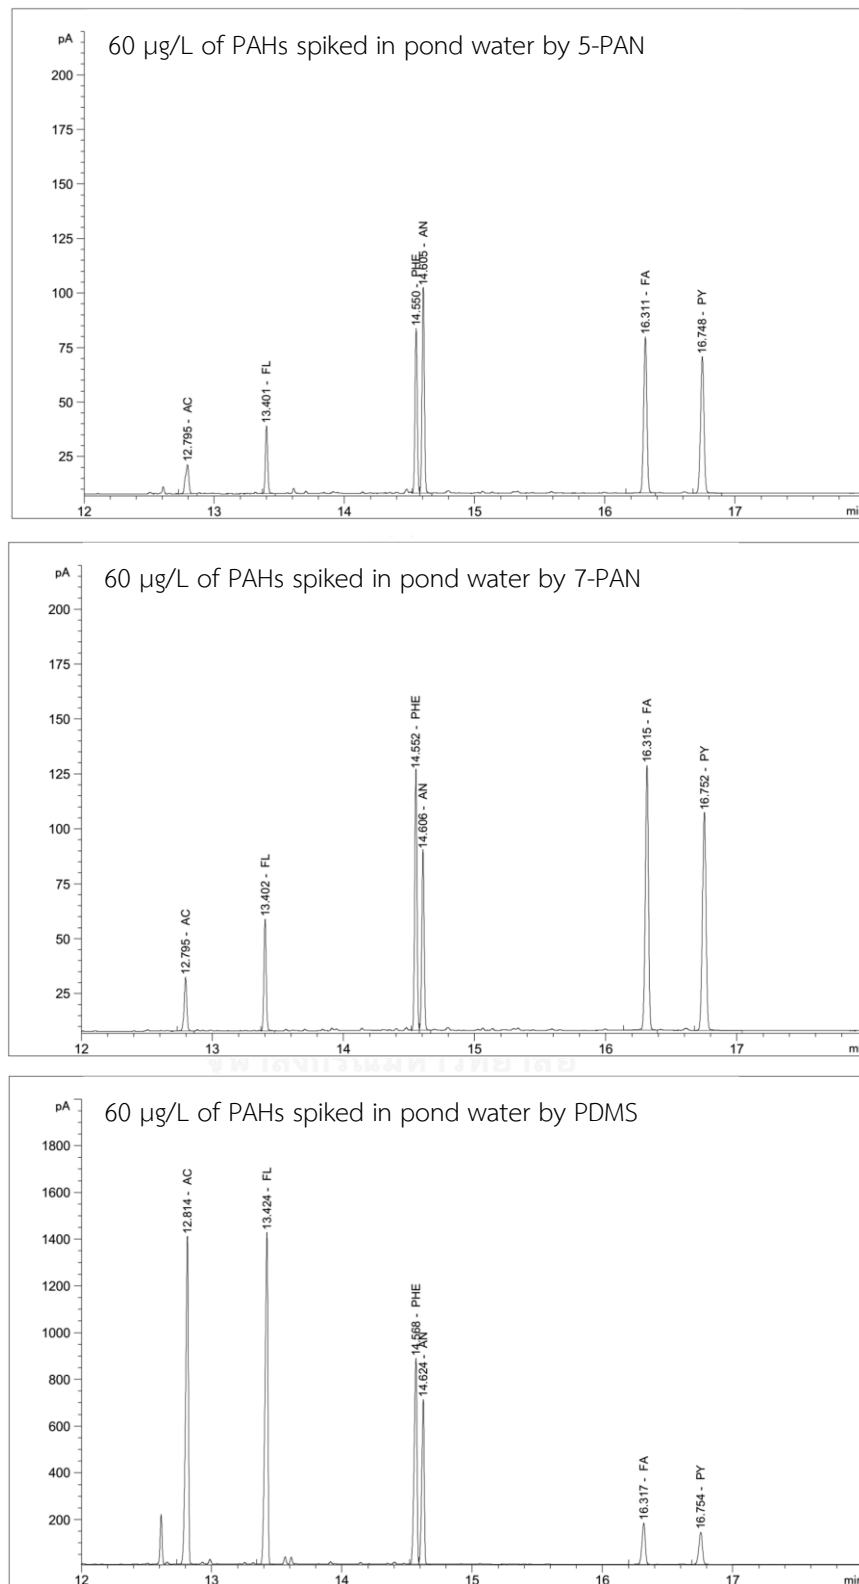 60 µg/L of PAHs spiked in pond water by 5-PAN
pA
200
175
150
125
100
75
50
25
12.795 - AC
13.401 - FL
14.550 - PHE
14.605 - AN
16.311 - FA
16.748 - PY
12 13 14 15 16 17 min
60 µg/L of PAHs spiked in pond water by 7-PAN
pA
200
175
150
125
100
75
50
25
12.795 - AC
13.402 - FL
14.552 - PHE
14.606 - AN
16.315 - FA
16.752 - PY
12 13 14 15 16 17 min
60 µg/L of PAHs spiked in pond water by PDMS
pA
1800
1600
1400
1200
1000
800
600
400
200
12.814 - AC
13.424 - FL
14.568 - PHE
14.624 - AN
16.317 - FA
16.754 - PY
12 13 14 15 16 17 min